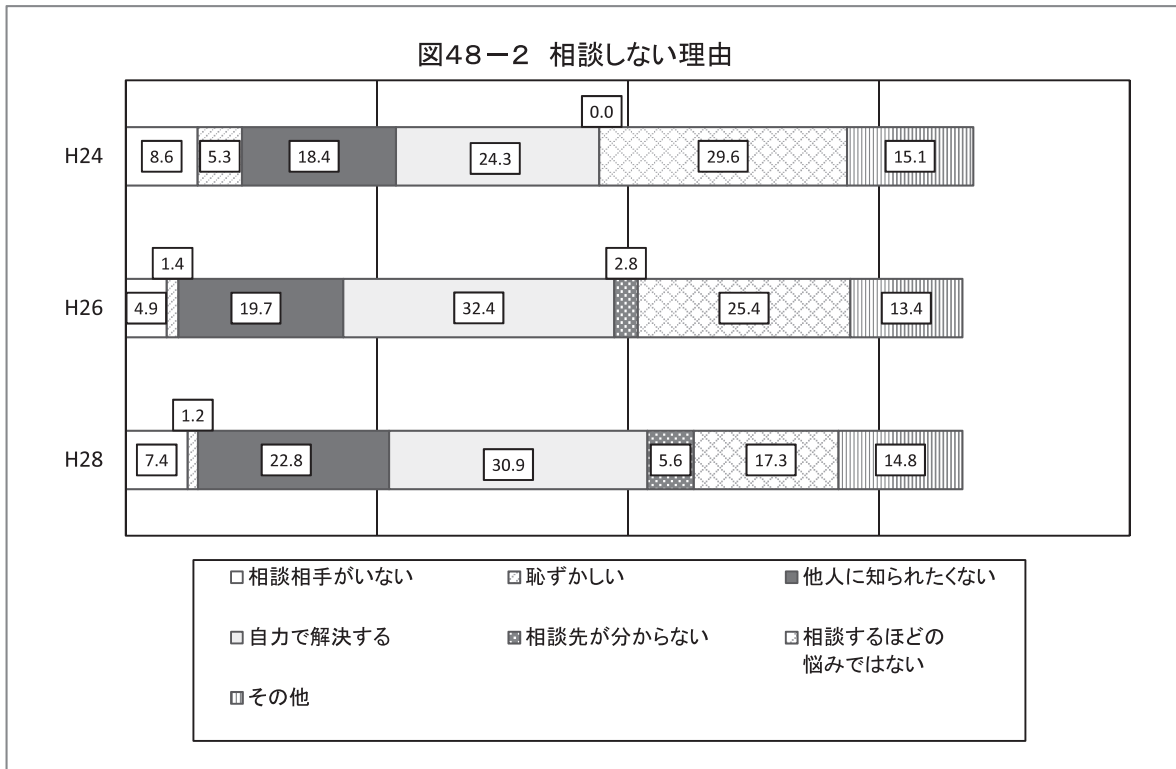 図48－2 相談しない理由
0.0
H24 8.6 5.3 18.4 24.3 29.6 15.1
1.4 2.8
H26 4.9 19.7 32.4 25.4 13.4
1.2
H28 7.4 22.8 30.9 5.6 17.3 14.8
相談相手がいない 恥ずかしい 他人に知られたくない
自力で解決する 相談先が分からない 相談するほどの
悩みではない
その他